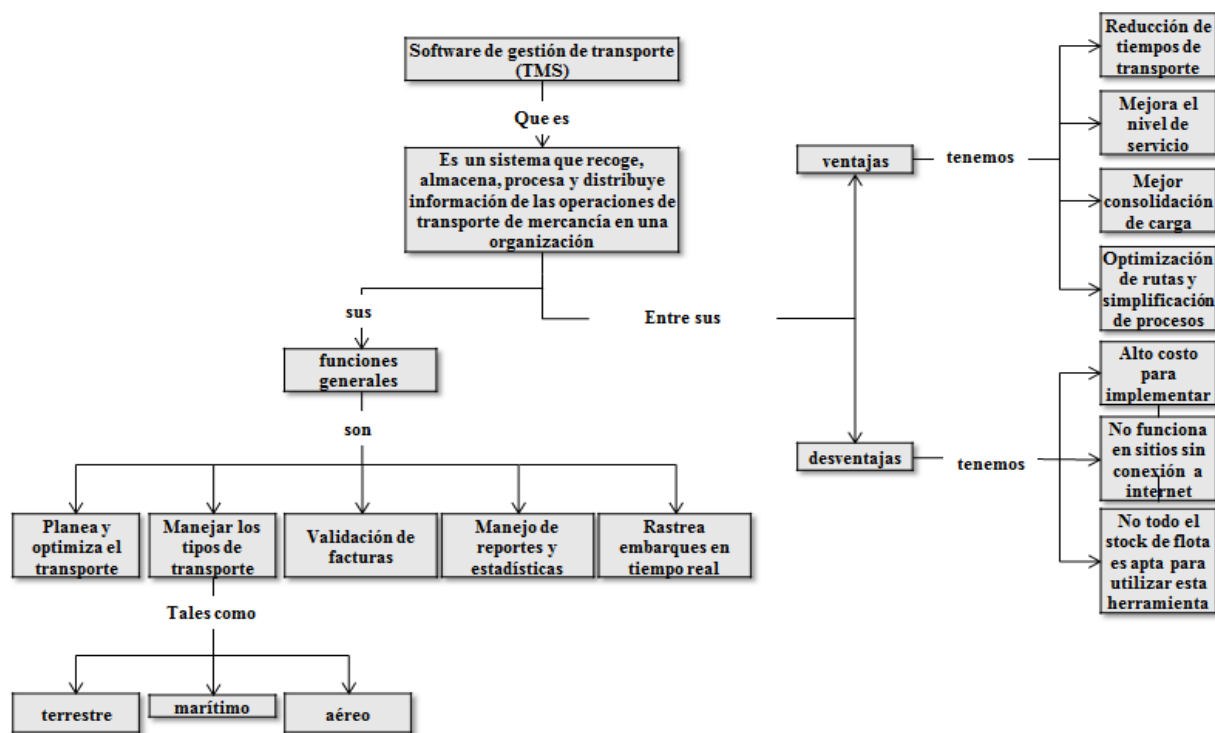 Software de gestión de transporte
(TMS)
Que es
Es un sistema que recoge,
almacena, procesa y distribuye
información de las operaciones de
transporte de mercancía en una
organización
sus
funciones
generales
son
Planea y
optimiza el
transporte
Manejar los
tipos de
transporte
Validación de
facturas
Manejo de
reportes y
estadísticas
Rastrea
embarques en
tiempo real
Tales como
terrestre
marítimo
aéreo
Entre sus
ventajas
tenemos
Reducción de
tiempos de
transporte
Mejora el
nivel de
servicio
Mejor
consolidación
de carga
Optimización
de rutas y
simplificación
de procesos
desventajas
tenemos
Alto costo
para
implementar
No funciona
en sitios sin
conexión a
internet
No todo el
stock de flota
es apta para
utilizar esta
herramienta